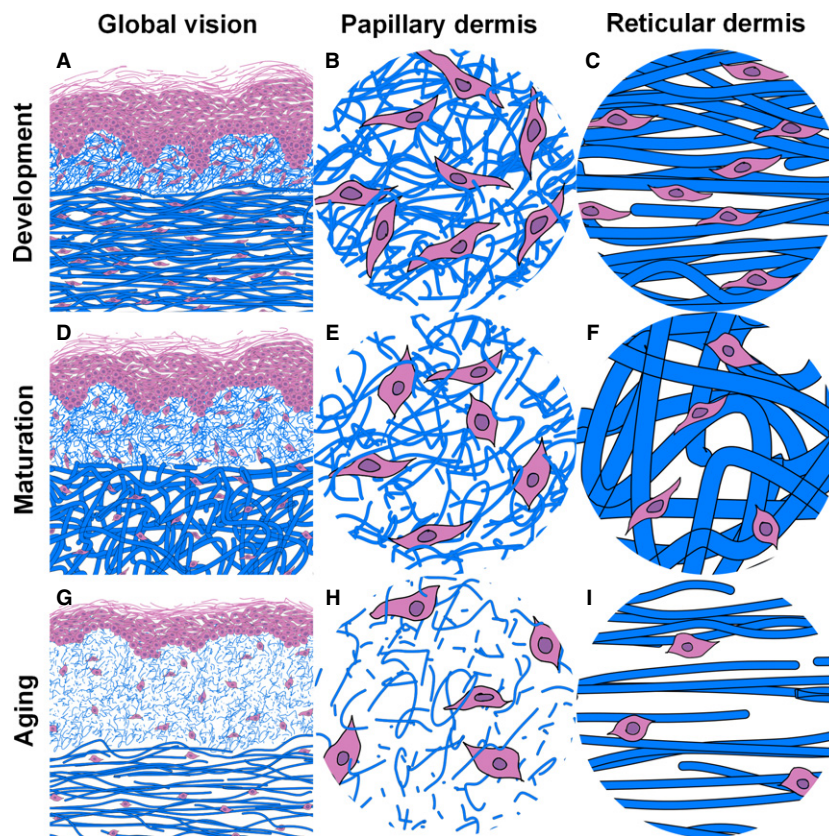 Global vision Papillary dermis Reticular dermis
Development
A B C
Maturation
D E F
Aging
G H I